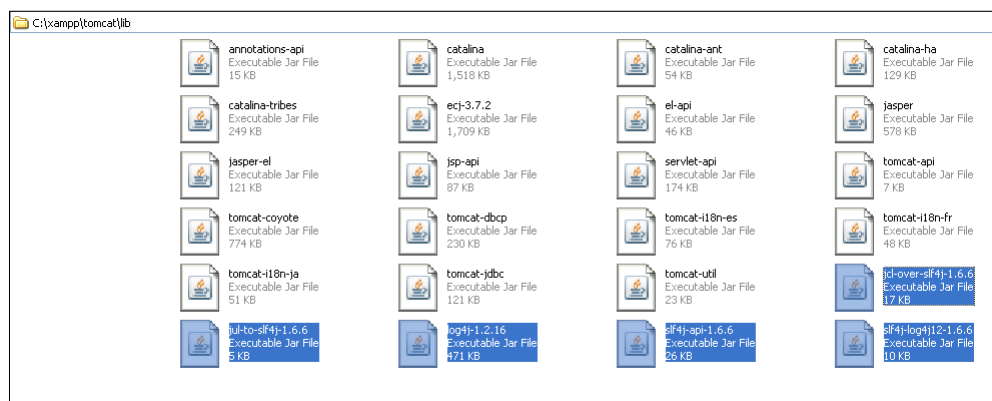 C:\xampp\tomcat\lib
annotations-api
Executable Jar File
15 KB
catalina
Executable Jar File
1,518 KB
catalina-ant
Executable Jar File
54 KB
catalina-ha
Executable Jar File
129 KB
catalina-tribes
Executable Jar File
249 KB
ecj-3.7.2
Executable Jar File
1,709 KB
el-api
Executable Jar File
46 KB
jasper
Executable Jar File
578 KB
jasper-el
Executable Jar File
121 KB
jsp-api
Executable Jar File
87 KB
servlet-api
Executable Jar File
174 KB
tomcat-api
Executable Jar File
7 KB
tomcat-coyote
Executable Jar File
774 KB
tomcat-dbcp
Executable Jar File
230 KB
tomcat-i18n-es
Executable Jar File
76 KB
tomcat-i18n-fr
Executable Jar File
48 KB
tomcat-i18n-ja
Executable Jar File
51 KB
tomcat-jdbc
Executable Jar File
121 KB
tomcat-util
Executable Jar File
23 KB
jcl-over-slf4j-1.6.6
Executable Jar File
17 KB
jul-to-slf4j-1.6.6
Executable Jar File
5 KB
log4j-1.2.16
Executable Jar File
471 KB
slf4j-api-1.6.6
Executable Jar File
26 KB
slf4j-log4j12-1.6.6
Executable Jar File
10 KB